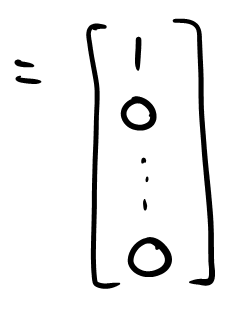 = [ 1
0
⋮
0 ]